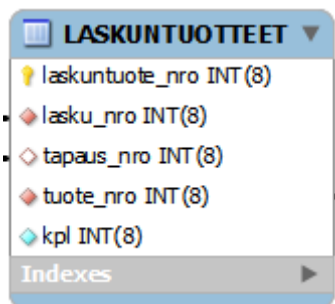 LASKUNTUOTTEET
laskuntuote_nro INT(8)
lasku_nro INT(8)
tapaus_nro INT(8)
tuote_nro INT(8)
kpl INT(8)
Indexes